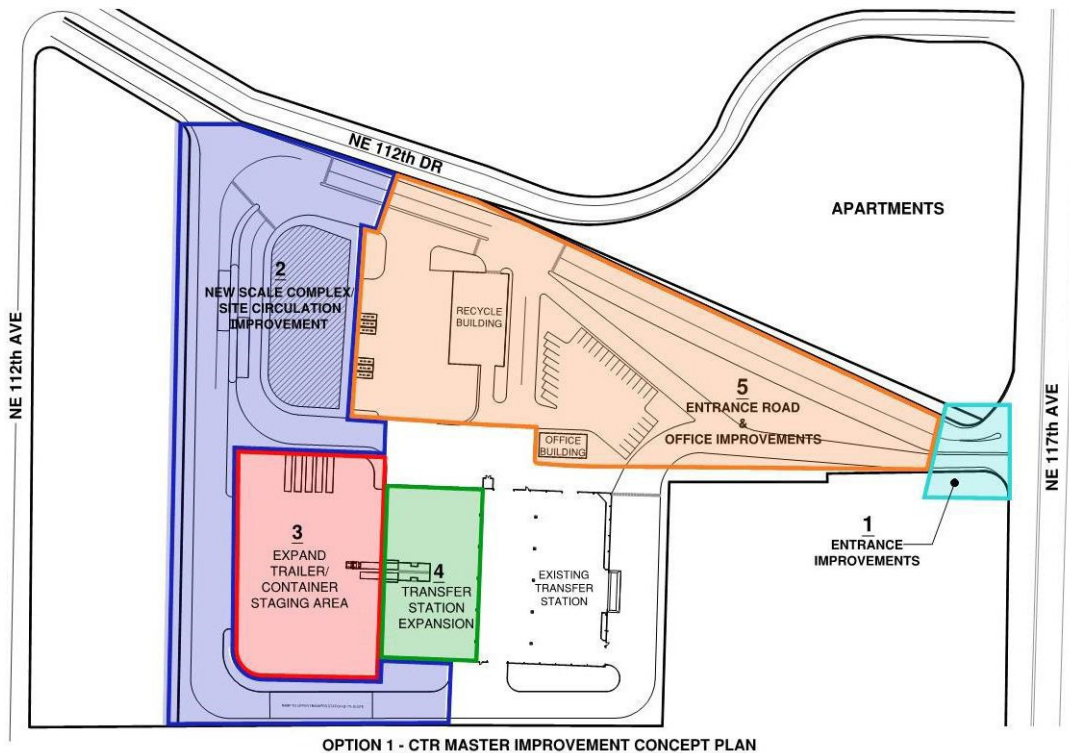 NE 112th DR
APARTMENTS
NE 112th AVE
NE 117th AVE
2
NEW SCALE COMPLEX/
SITE CIRCULATION
IMPROVEMENT
RECYCLE
BUILDING
5
ENTRANCE ROAD
&
OFFICE IMPROVEMENTS
OFFICE
BUILDING
1
ENTRANCE
IMPROVEMENTS
3
EXPAND
TRAILER/
CONTAINER
STAGING AREA
4
TRANSFER
STATION
EXPANSION
EXISTING
TRANSFER
STATION
OPTION 1 - CTR MASTER IMPROVEMENT CONCEPT PLAN